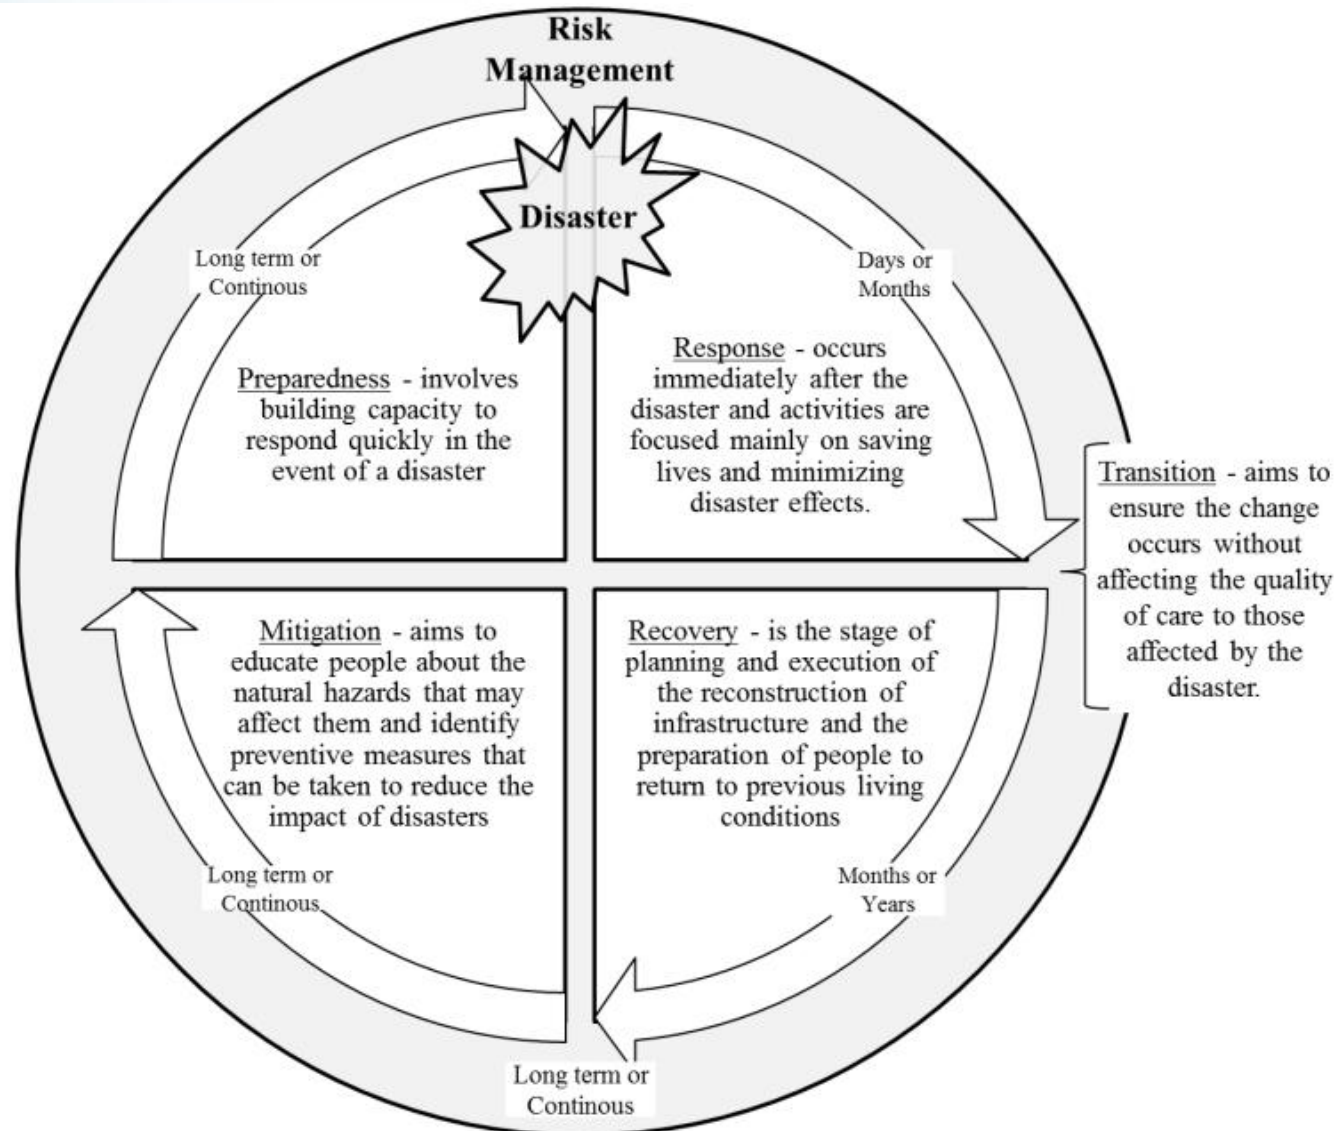 Risk
Management
Disaster
Long term or
Continous
Days or
Months
Preparedness - involves
building capacity to
respond quickly in the
event of a disaster
Response - occurs
immediately after the
disaster and activities are
focused mainly on saving
lives and minimizing
disaster effects.
Transition - aims to
ensure the change
occurs without
affecting the quality
of care to those
affected by the
disaster.
Mitigation - aims to
educate people about the
natural hazards that may
affect them and identify
preventive measures that
can be taken to reduce the
impact of disasters
Recovery - is the stage of
planning and execution of
the reconstruction of
infrastructure and the
preparation of people to
return to previous living
conditions
Long term or
Continous
Months or
Years
Long term or
Continous